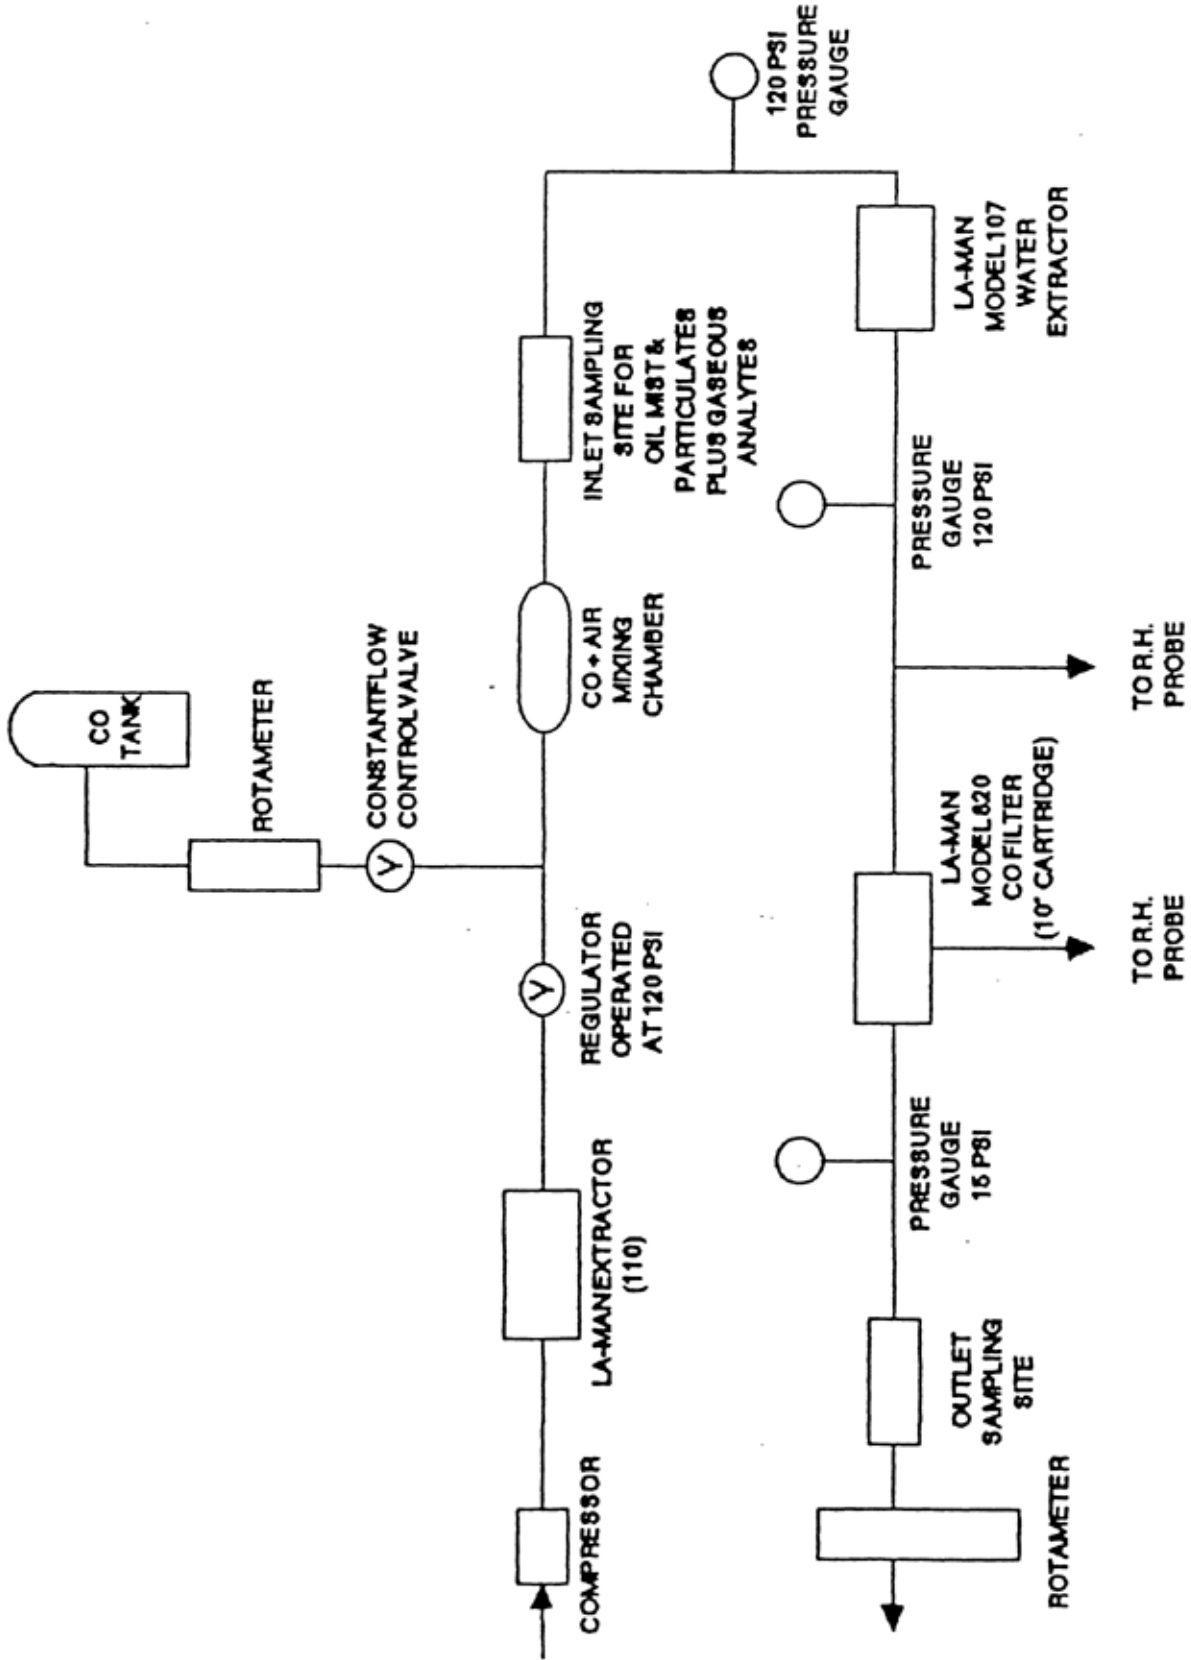 CO
TANK
ROTAMETER
CONSTANTFLOW
CONTROLVALVE
COMPRESSOR
LA-MANEXTRACTOR
(110)
REGULATOR
OPERATED
AT 120 PSI
CO + AIR
MIXING
CHAMBER
INLET SAMPLING
SITE FOR
OIL MIST &
PARTICULATES
PLUS GASEOUS
ANALYTES
120 PSI
PRESSURE
GAUGE
ROTAMETER
OUTLET
SAMPLING
SITE
PRESSURE
GAUGE
15 PSI
LA-MAN
MODEL820
CO FILTER
(10" CARTRIDGE)
PRESSURE
GAUGE
120 PSI
LA-MAN
MODEL107
WATER
EXTRACTOR
TO R.H.
PROBE
TO R.H.
PROBE